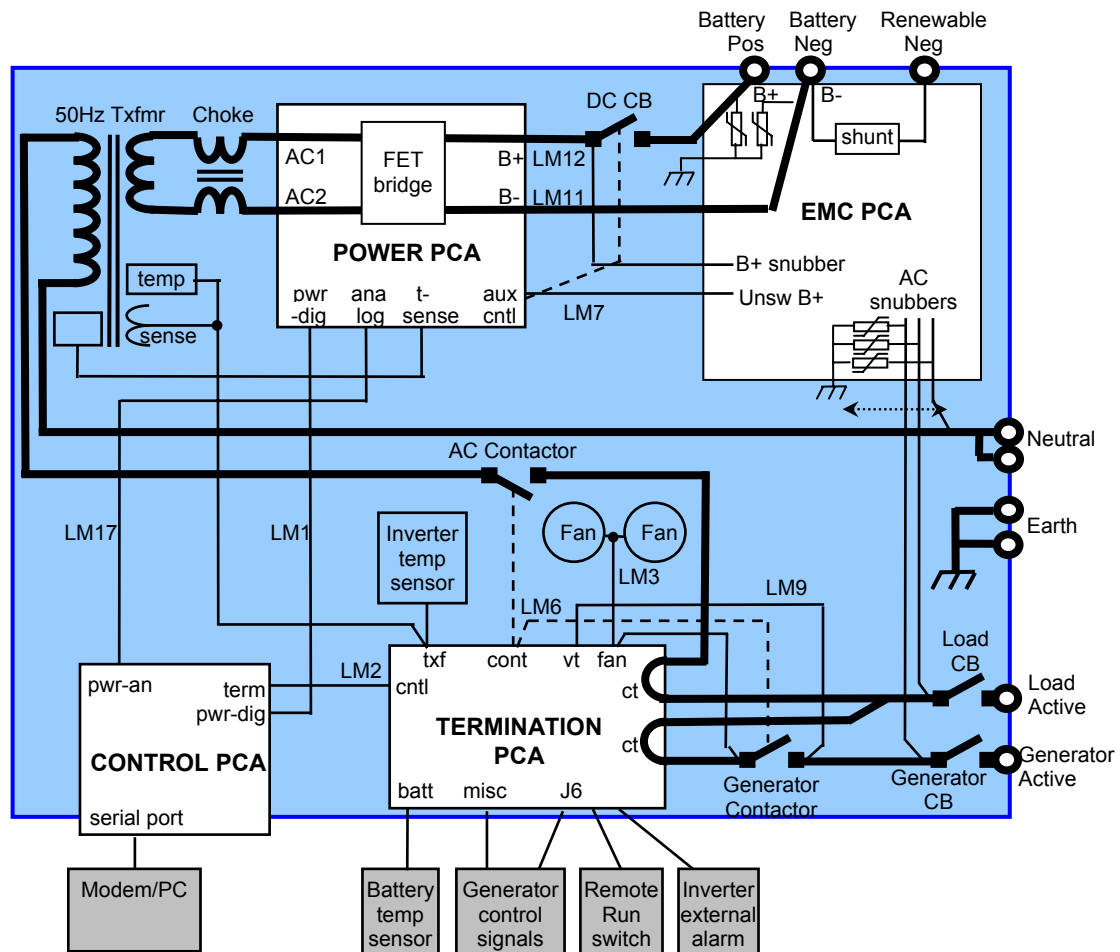 Battery
Pos
Battery
Neg
Renewable
Neg
50Hz Txfmr
Choke
DC CB
B+
B-
shunt
AC1
AC2
FET
bridge
B+
B-
LM12
LM11
EMC PCA
POWER PCA
temp
sense
pwr
-dig
ana
log
t-
sense
aux
cntl
LM7
B+ snubber
Unsw B+
AC
snubbers
Neutral
AC Contactor
LM17
LM1
Inverter
temp
sensor
Fan
Fan
LM3
Earth
LM6
LM9
Load
CB
Load
Active
pwr-an
term
pwr-dig
CONTROL PCA
serial port
LM2
txf
cont
vt
fan
cntl
ct
ct
TERMINATION
PCA
batt
misc
J6
Generator
Contactor
Generator
CB
Generator
Active
Modem/PC
Battery
temp
sensor
Generator
control
signals
Remote
Run
switch
Inverter
external
alarm